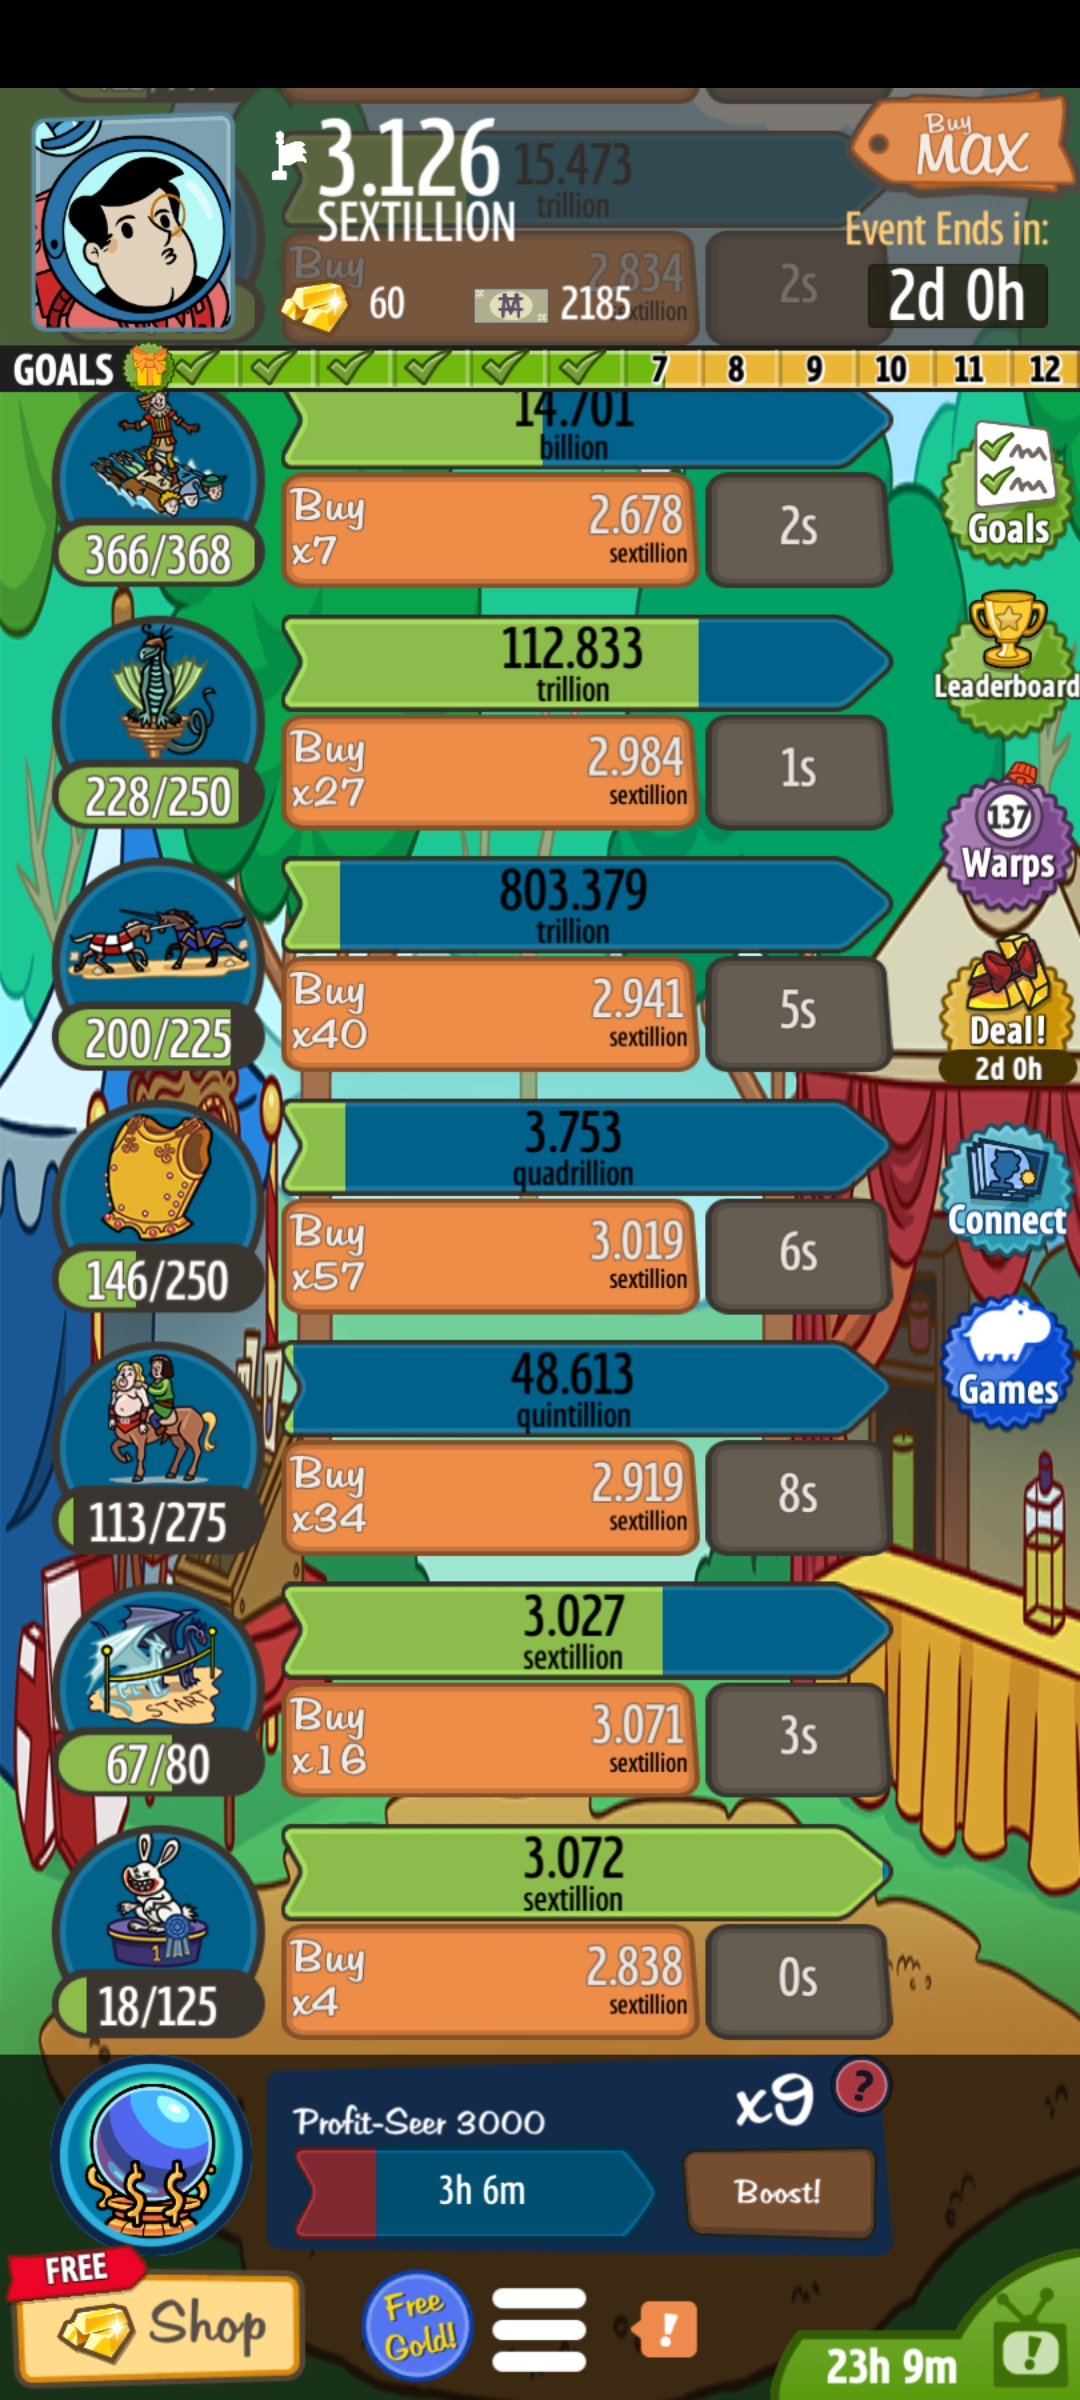 3.126
SEXTILLION
15.473
trillion
Buy
MAX
Event Ends in:
2d 0h
Buy
2.834
2s
60
2185
GOALS
7
8
9
10
11
12
14.701
billion
366/368
Buy
x7
2.678
sextillion
2s
Goals
112.833
trillion
228/250
Buy
x27
2.984
sextillion
1s
Leaderboard
803.379
trillion
200/225
Buy
x40
2.941
sextillion
5s
137
Warps
Deal!
2d 0h
3.753
quadrillion
146/250
Buy
x57
3.019
sextillion
6s
Connect
48.613
quintillion
113/275
Buy
x34
2.919
sextillion
8s
Games
START
3.027
sextillion
67/80
Buy
x16
3.071
sextillion
3s
1
3.072
sextillion
18/125
Buy
x4
2.838
sextillion
0s
Profit-Seer 3000
x9
?
3h 6m
Boost!
FREE
Shop
Free
Gold!
!
23h 9m
!